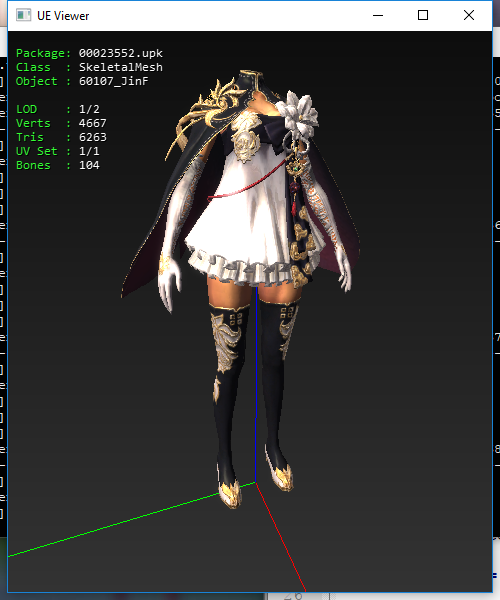 UE Viewer
Package: 00023552.upk
Class  : SkeletalMesh
Object : 60107_JinF
LOD    : 1/2
Verts  : 4667
Tris   : 6263
UV Set : 1/1
Bones  : 104